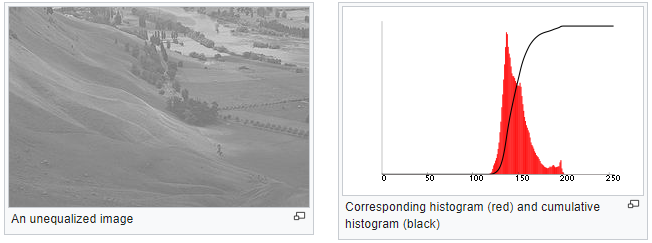 0 50 100 150 200 250
An unequalized image
Corresponding histogram (red) and cumulative
histogram (black)